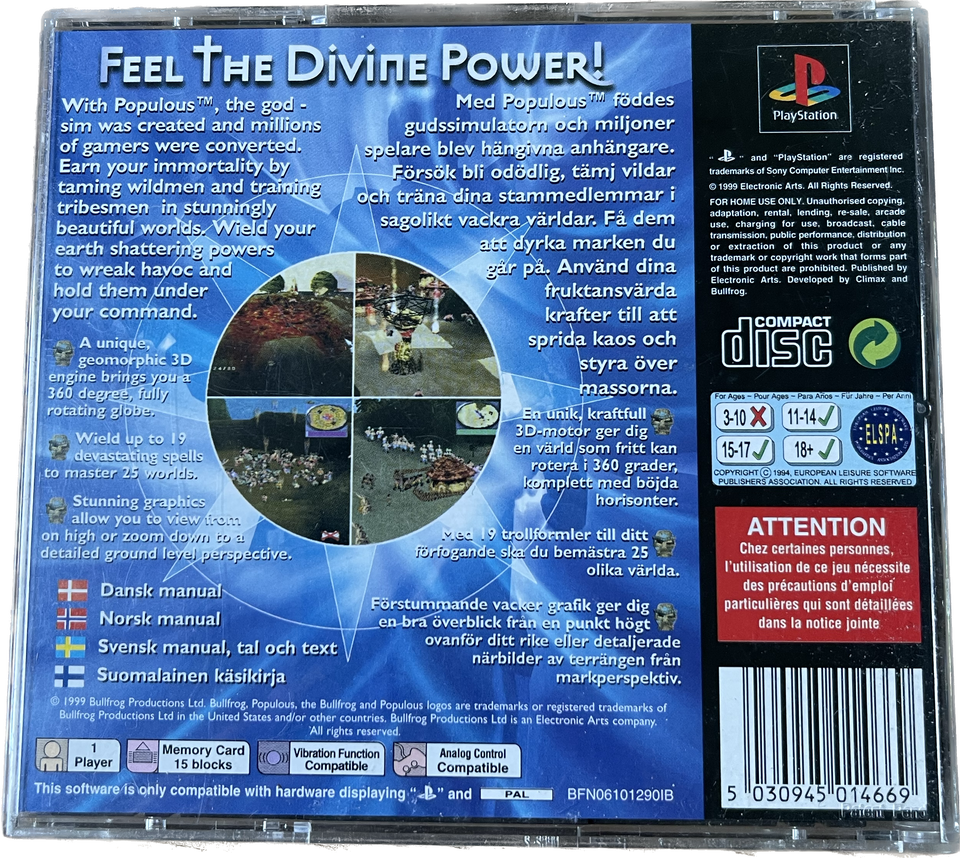 FEEL THE DIVINE POWER!
With Populous™, the god -
sim was created and millions
of gamers were converted.
Earn your immortality by
taming wildmen and training
tribesmen in stunningly
beautiful worlds. Wield your
earth shattering powers
to wreak havoc and
hold them under
your command.
A unique,
geomorphic 3D
engine brings you a
360 degree, fully
rotating globe.
Wield up to 19
devastating spells
to master 25 worlds.
Stunning graphics
allow you to view from
on high or zoom down to a
detailed ground level perspective.
Med Populous™ föddes
gudssimulatorn och miljoner
spelare blev hängivna anhängare.
Försök bli odödlig, tämj vildar
och träna dina stammedlemmar i
sagolikt vackra världar. Få dem
att dyrka marken du
går på. Använd dina
fruktansvärda
krafter till att
sprida kaos och
styra över
massorna.
En unik, kraftfull
3D-motor ger dig
en värld som fritt kan
rotera i 360 grader,
komplett med böjda
horisonter.
Med 19 trollformler till ditt
förfogande ska du bemästra 25
olika världa.
Förstummande vacker grafik ger dig
en bra överblick från en punkt högt
ovanför ditt rike eller detaljerade
närbilder av terrängen från
markperspektiv.
Dansk manual
Norsk manual
Svensk manual, tal och text
Suomalainen käsikirja
© 1999 Bullfrog Productions Ltd. Bullfrog, Populous, the Bullfrog and Populous logos are trademarks or registered trademarks of
Bullfrog Productions Ltd in the United States and/or other countries. Bullfrog Productions Ltd is an Electronic Arts company.
All rights reserved.
1
Player
Memory Card
15 blocks
Vibration Function
Compatible
Analog Control
Compatible
This software is only compatible with hardware displaying " " and PAL BFN06101290IB
PlayStation
" " and "PlayStation" are registered
trademarks of Sony Computer Entertainment Inc.
© 1999 Electronic Arts. All Rights Reserved.
FOR HOME USE ONLY. Unauthorised copying,
adaptation, rental, lending, re-sale, arcade
use, charging for use, broadcast, cable
transmission, public performance, distribution
or extraction of this product or any
trademark or copyright work that forms part
of this product are prohibited. Published by
Electronic Arts. Developed by Climax and
Bullfrog.
COMPACT
disc
For Ages - Pour Ages - Para Años - Für Jahre - Per Anni
3-10 11-14
15-17 18+
ELSPA
COPYRIGHT © 1994, EUROPEAN LEISURE SOFTWARE
PUBLISHERS ASSOCIATION. ALL RIGHTS RESERVED
ATTENTION
Chez certaines personnes,
l'utilisation de ce jeu nécessite
des précautions d'emploi
particulières qui sont détaillées
dans la notice jointe
5 030945 014669